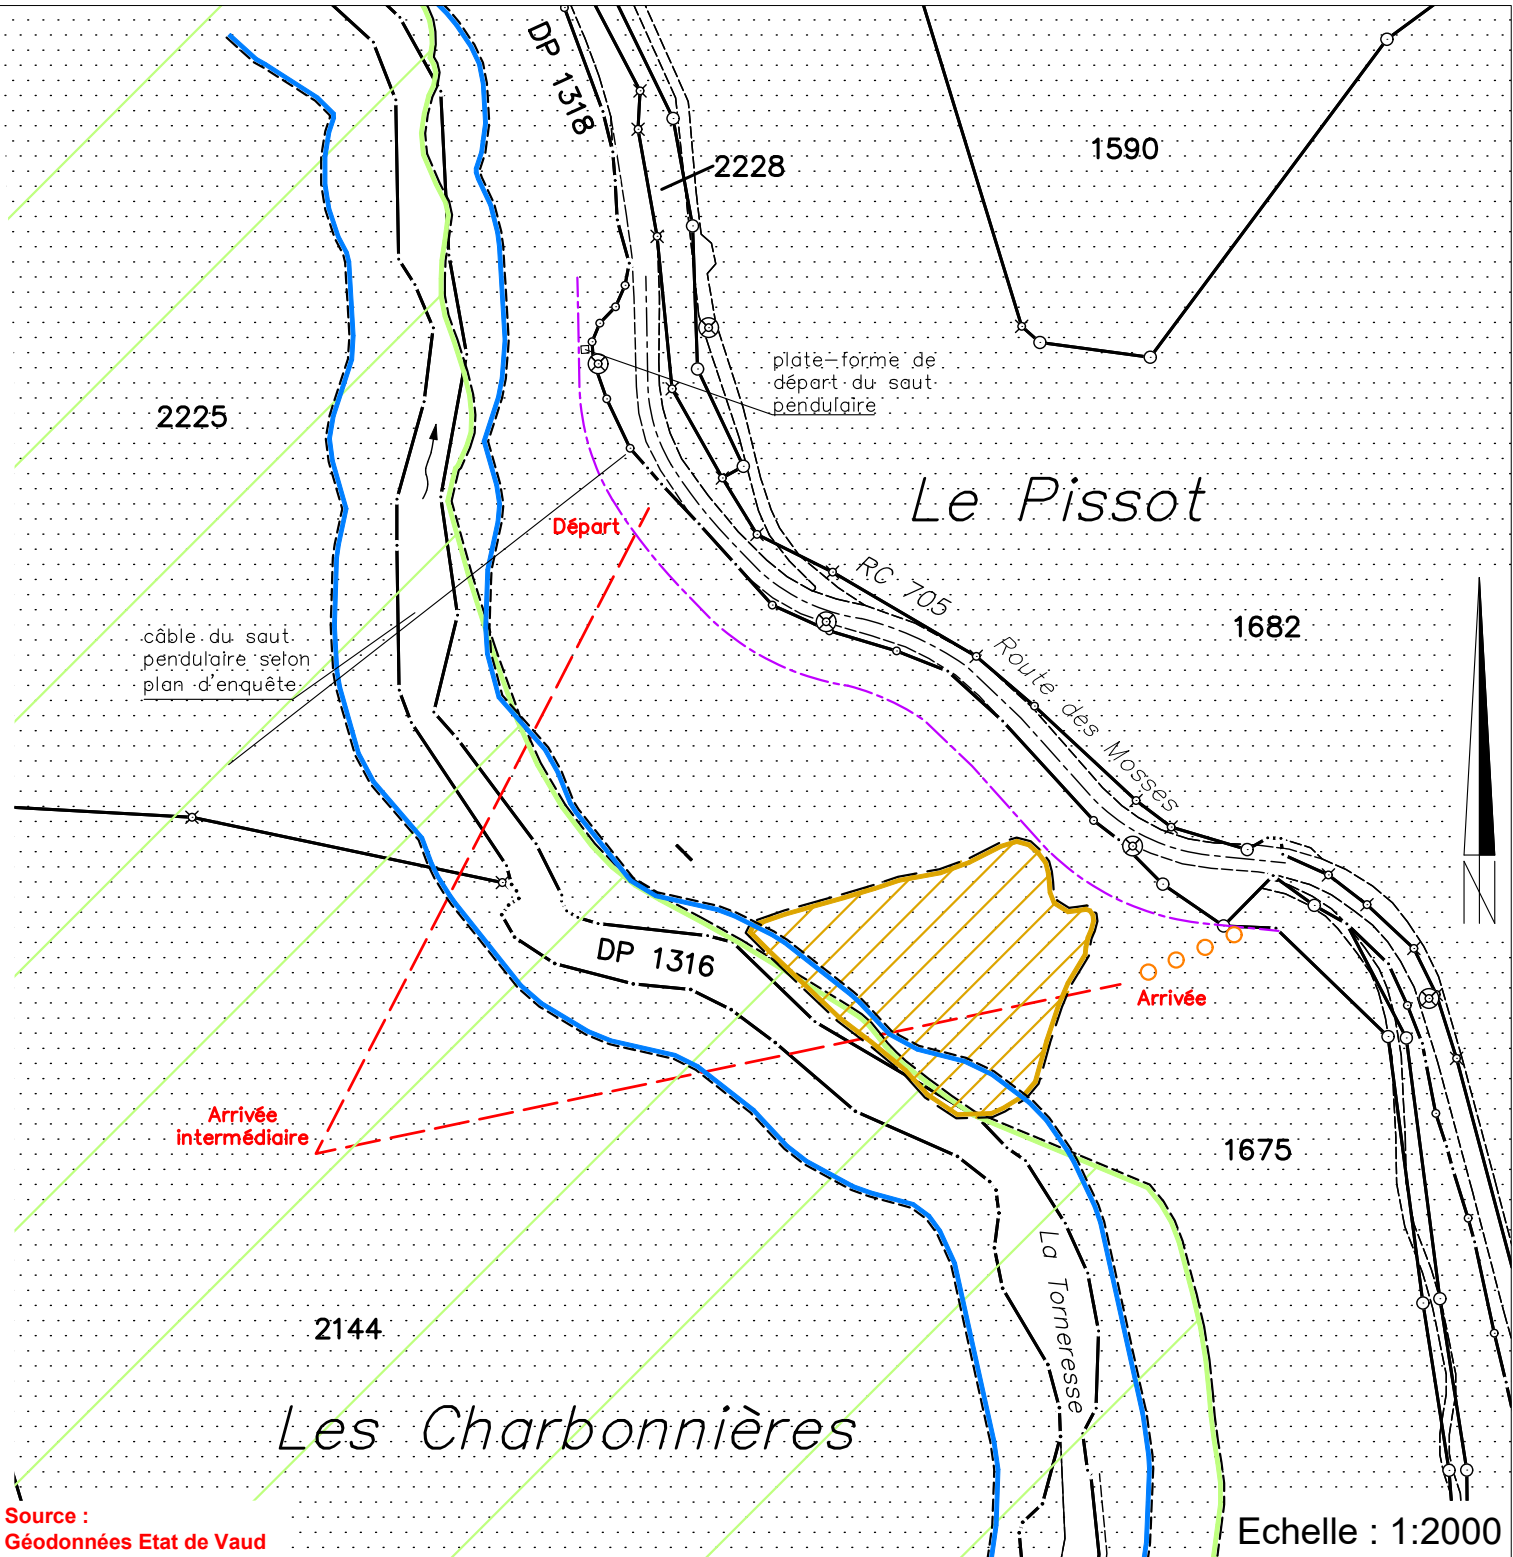 DP 1318
2228
1590
plate-forme de
départ du saut
pendulaire
2225
Le Pissot
Départ
RC 705
1682
câble du saut
pendulaire selon
plan d'enquête
Route des Mosses
DP 1316
Arrivée
Arrivée
intermédiaire
1675
La Torneresse
2144
Les Charbonnières
N
Source :
Géodonnées Etat de Vaud
Echelle : 1:2000